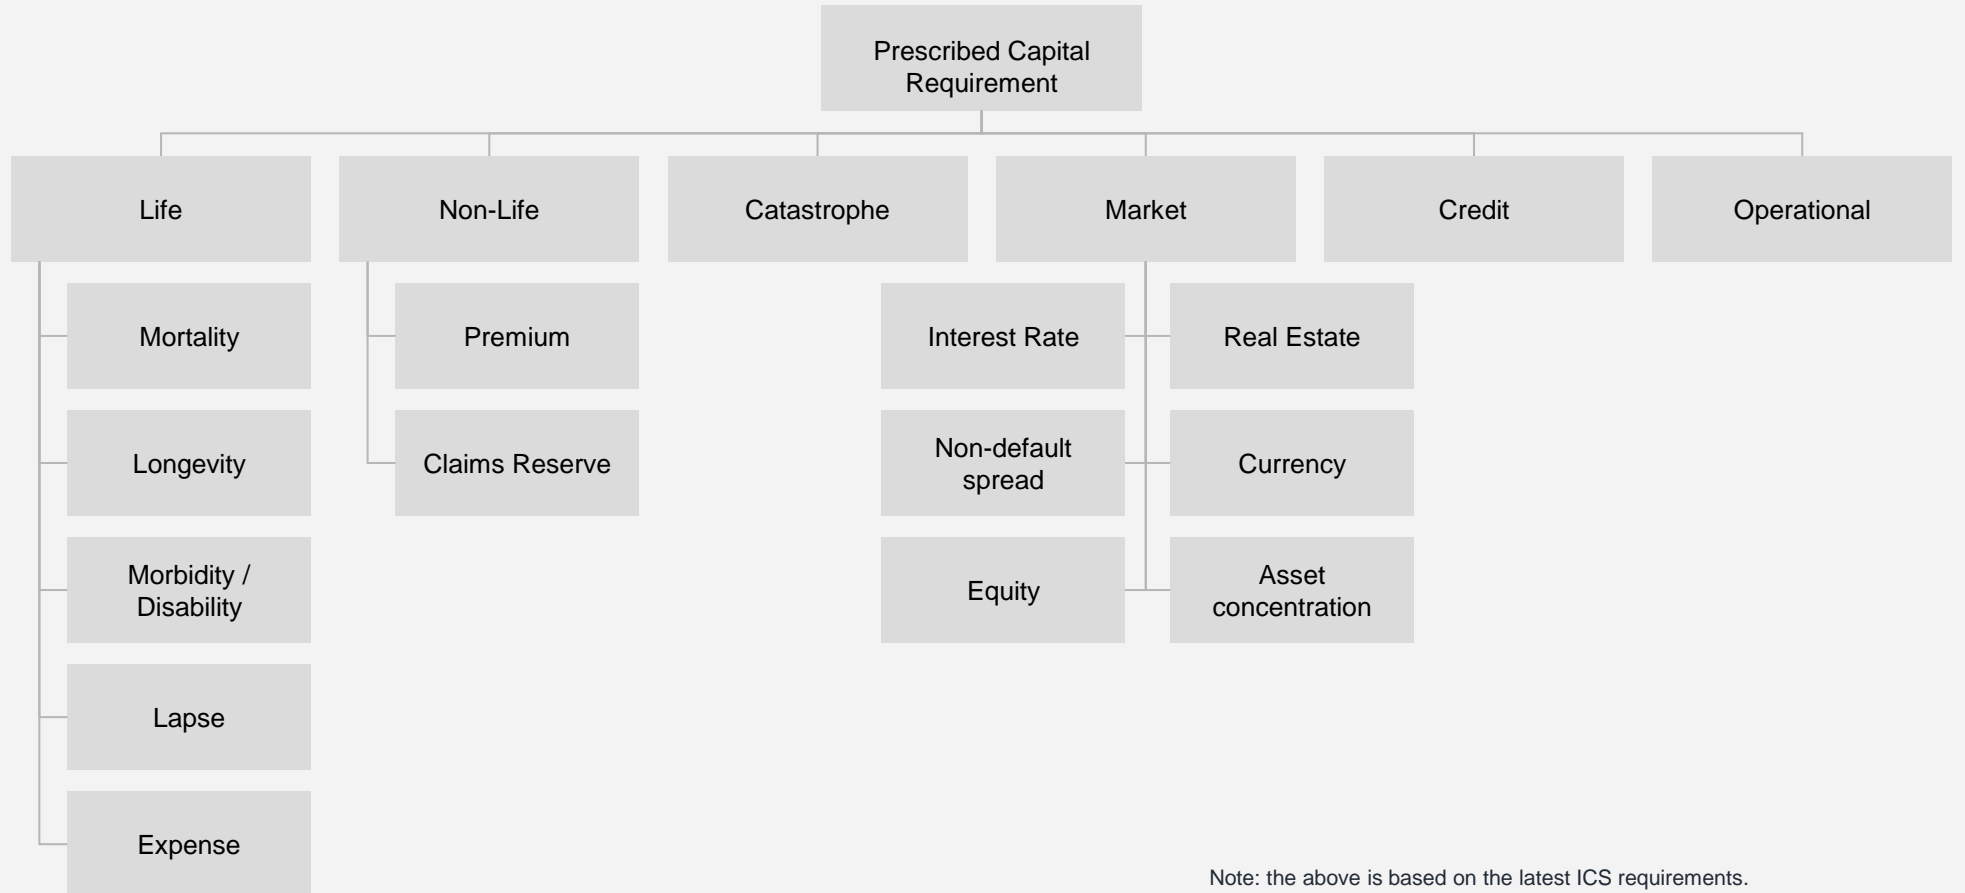 Prescribed Capital
Requirement
Life
Non-Life
Catastrophe
Market
Credit
Operational
Mortality
Premium
Interest Rate
Real Estate
Longevity
Claims Reserve
Non-default
spread
Currency
Morbidity /
Disability
Equity
Asset
concentration
Lapse
Expense
Note: the above is based on the latest ICS requirements.